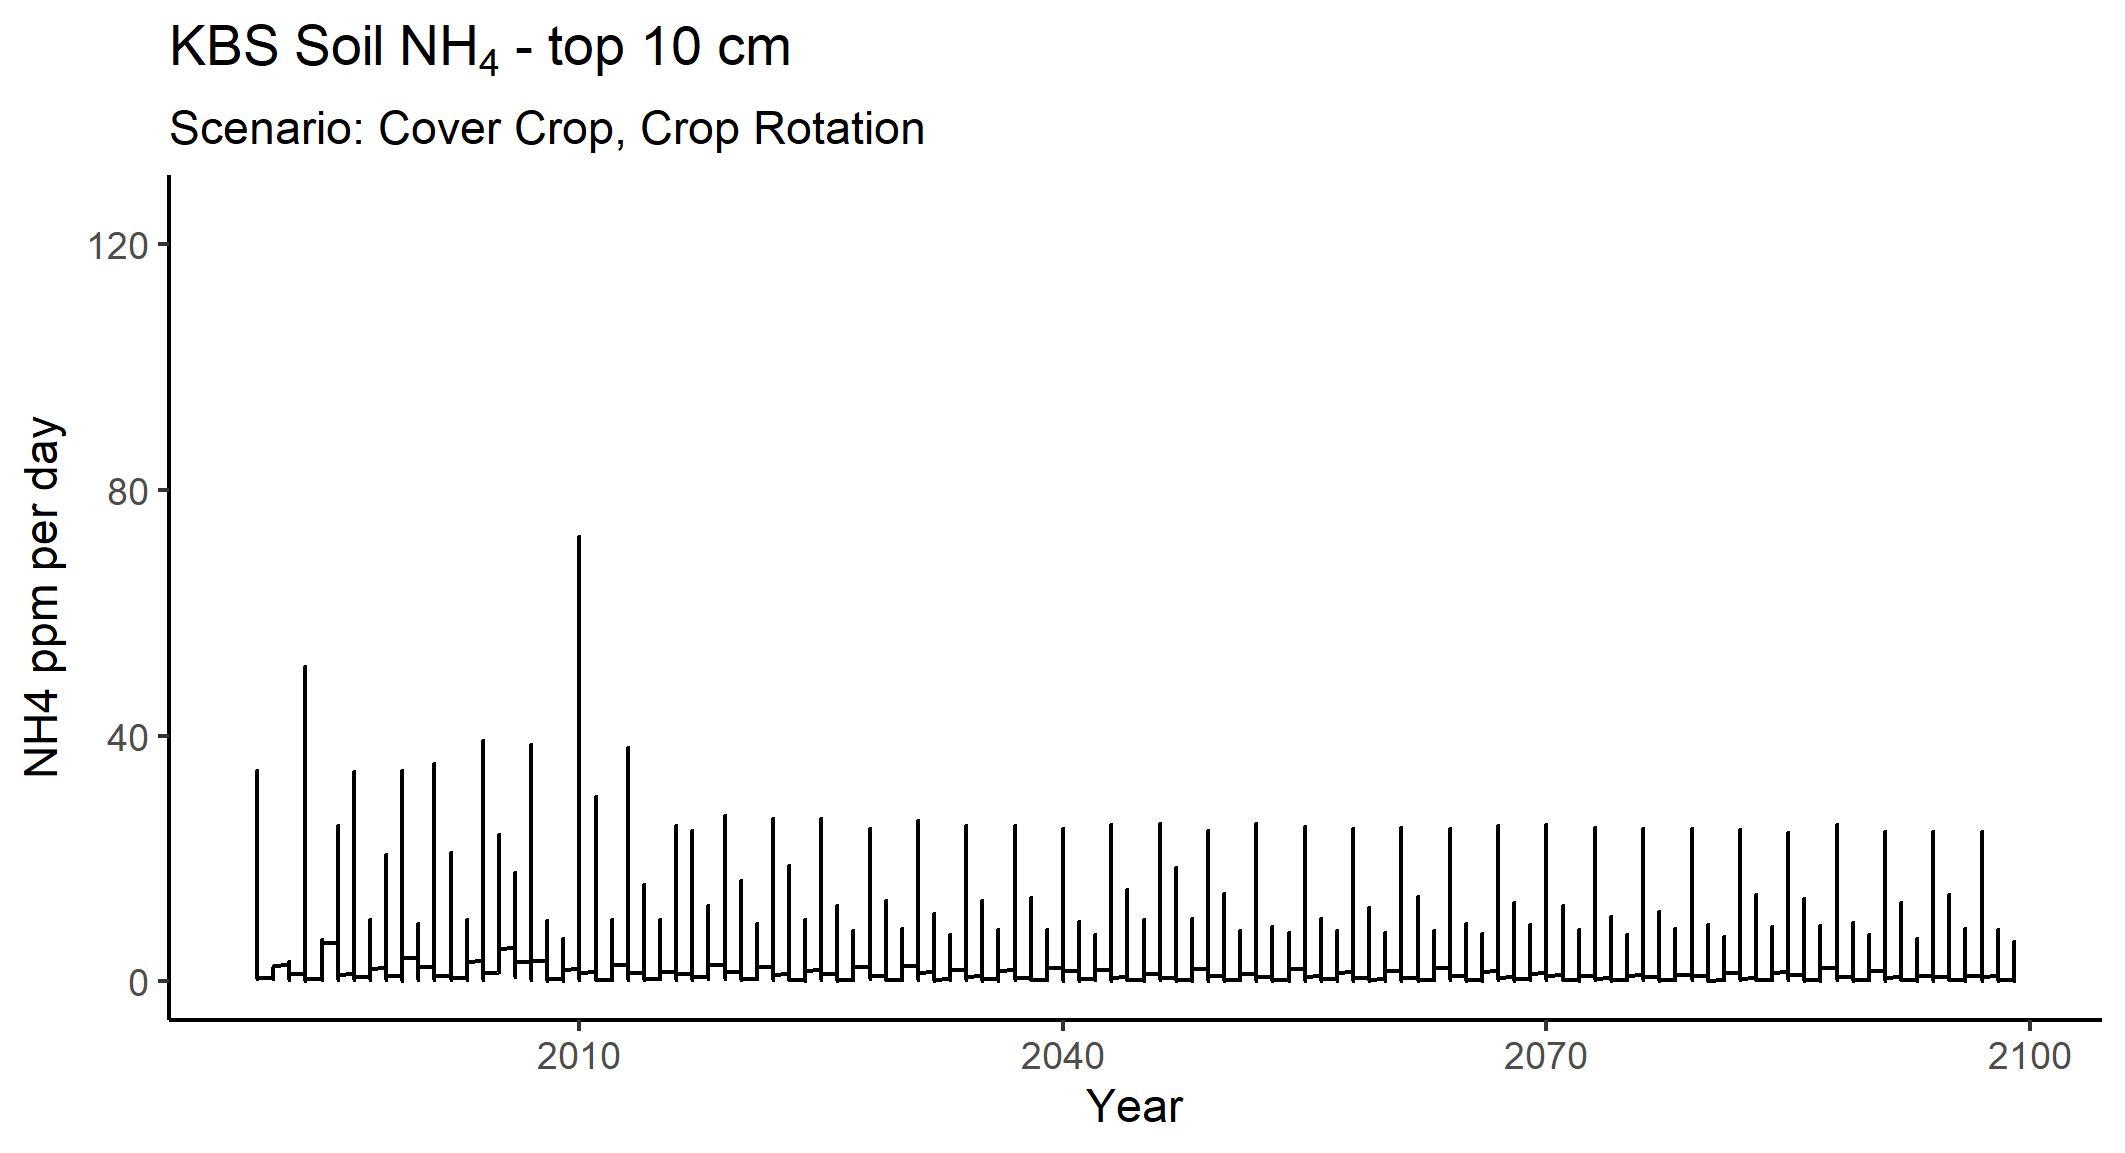 KBS Soil NH₄ - top 10 cm
Scenario: Cover Crop, Crop Rotation
NH4 ppm per day
120
80
40
0
2010 2040 2070 2100
Year